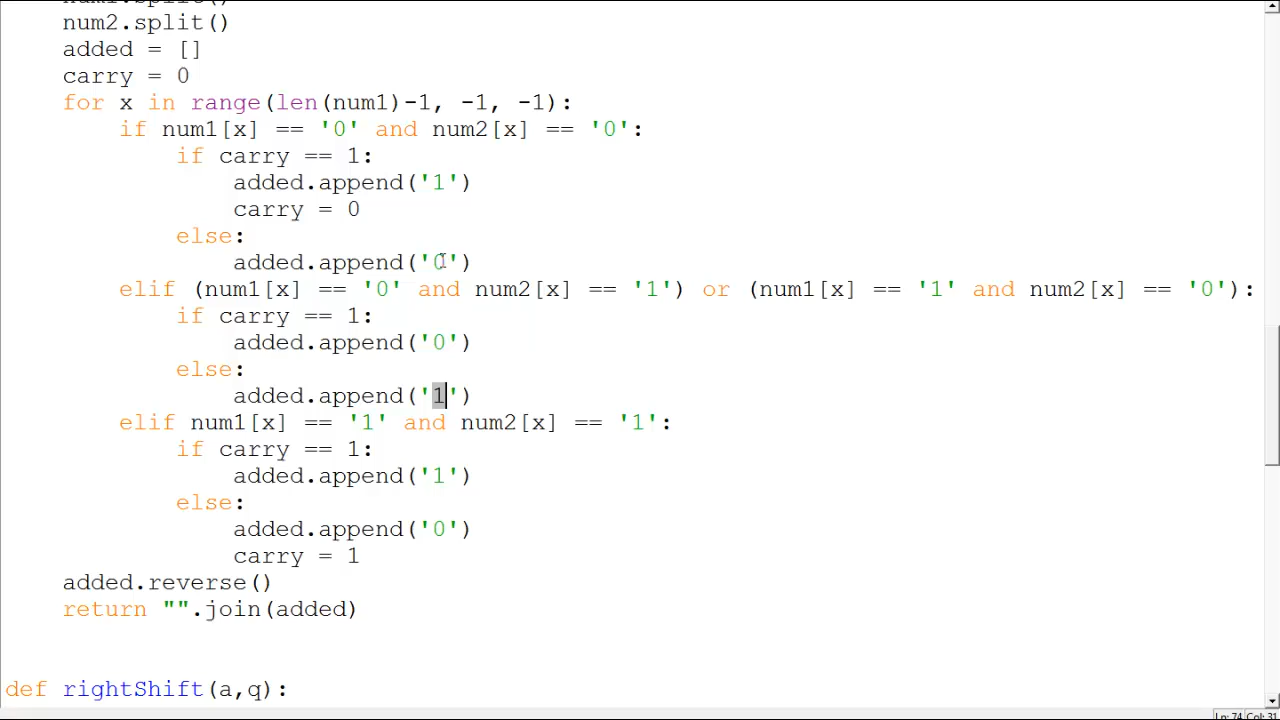 num2.split()
added = []
carry = 0
for x in range(len(num1)-1, -1, -1):
if num1[x] == '0' and num2[x] == '0':
if carry == 1:
added.append('1')
carry = 0
else:
added.append('0')
elif (num1[x] == '0' and num2[x] == '1') or (num1[x] == '1' and num2[x] == '0'):
if carry == 1:
added.append('0')
else:
added.append('1')
elif num1[x] == '1' and num2[x] == '1':
if carry == 1:
added.append('1')
else:
added.append('0')
carry = 1
added.reverse()
return "".join(added)
def rightShift(a,q):
Ln: 74 Col: 31